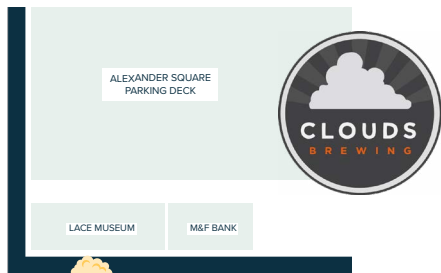 ALEXANDER SQUARE
PARKING DECK
CLOUDS
BREWING
LACE MUSEUM
M&F BANK